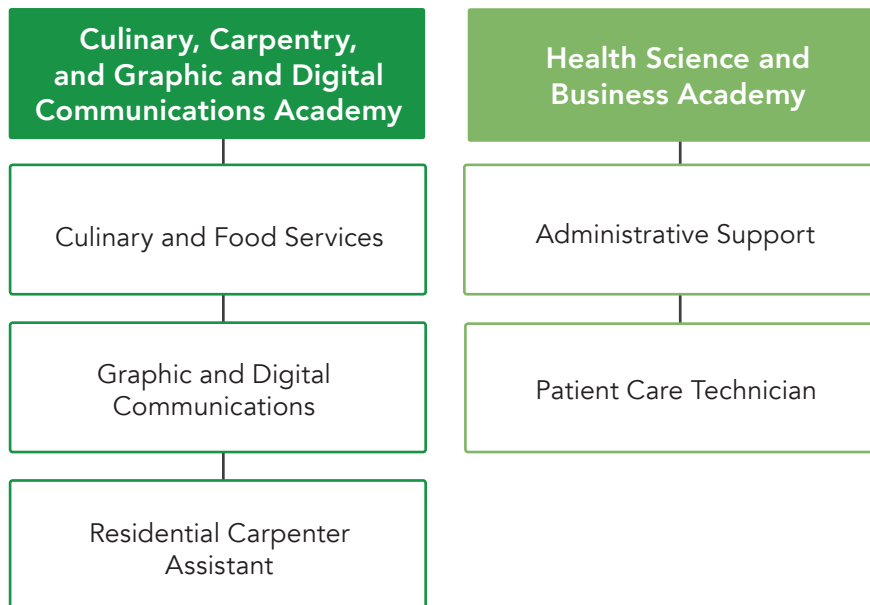 Culinary, Carpentry,
and Graphic and Digital
Communications Academy
Culinary and Food Services
Graphic and Digital
Communications
Residential Carpenter
Assistant
Health Science and
Business Academy
Administrative Support
Patient Care Technician